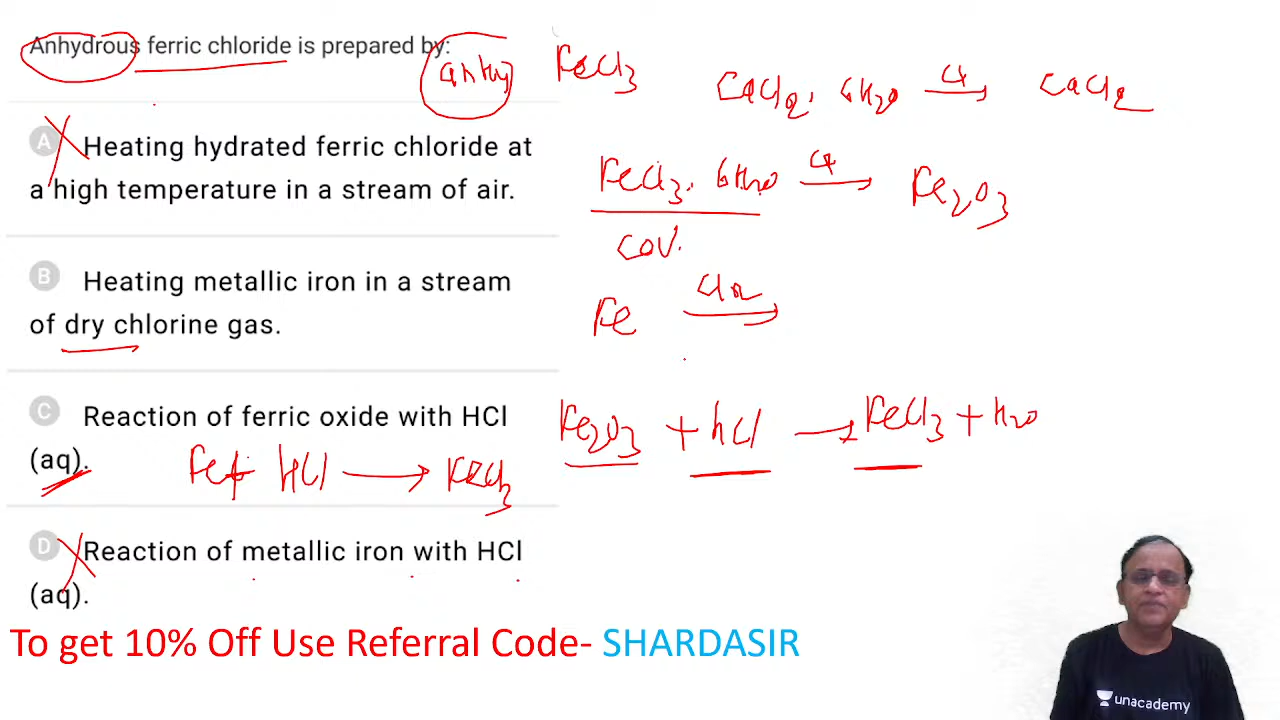 Anhydrous ferric chloride is prepared by:
anhy FeCl3
CaCl2. 6H2O → CaCl2
A Heating hydrated ferric chloride at
a high temperature in a stream of air.
FeCl3. 6H2O → Fe2O3
cov.
B Heating metallic iron in a stream
of dry chlorine gas.
Fe Cl2 →
C Reaction of ferric oxide with HCl
(aq).
Fe2O3 + HCl → FeCl3 + H2O
Fe + HCl → FeCl3
D Reaction of metallic iron with HCl
(aq).
To get 10% Off Use Referral Code- SHARDASIR
unacademy